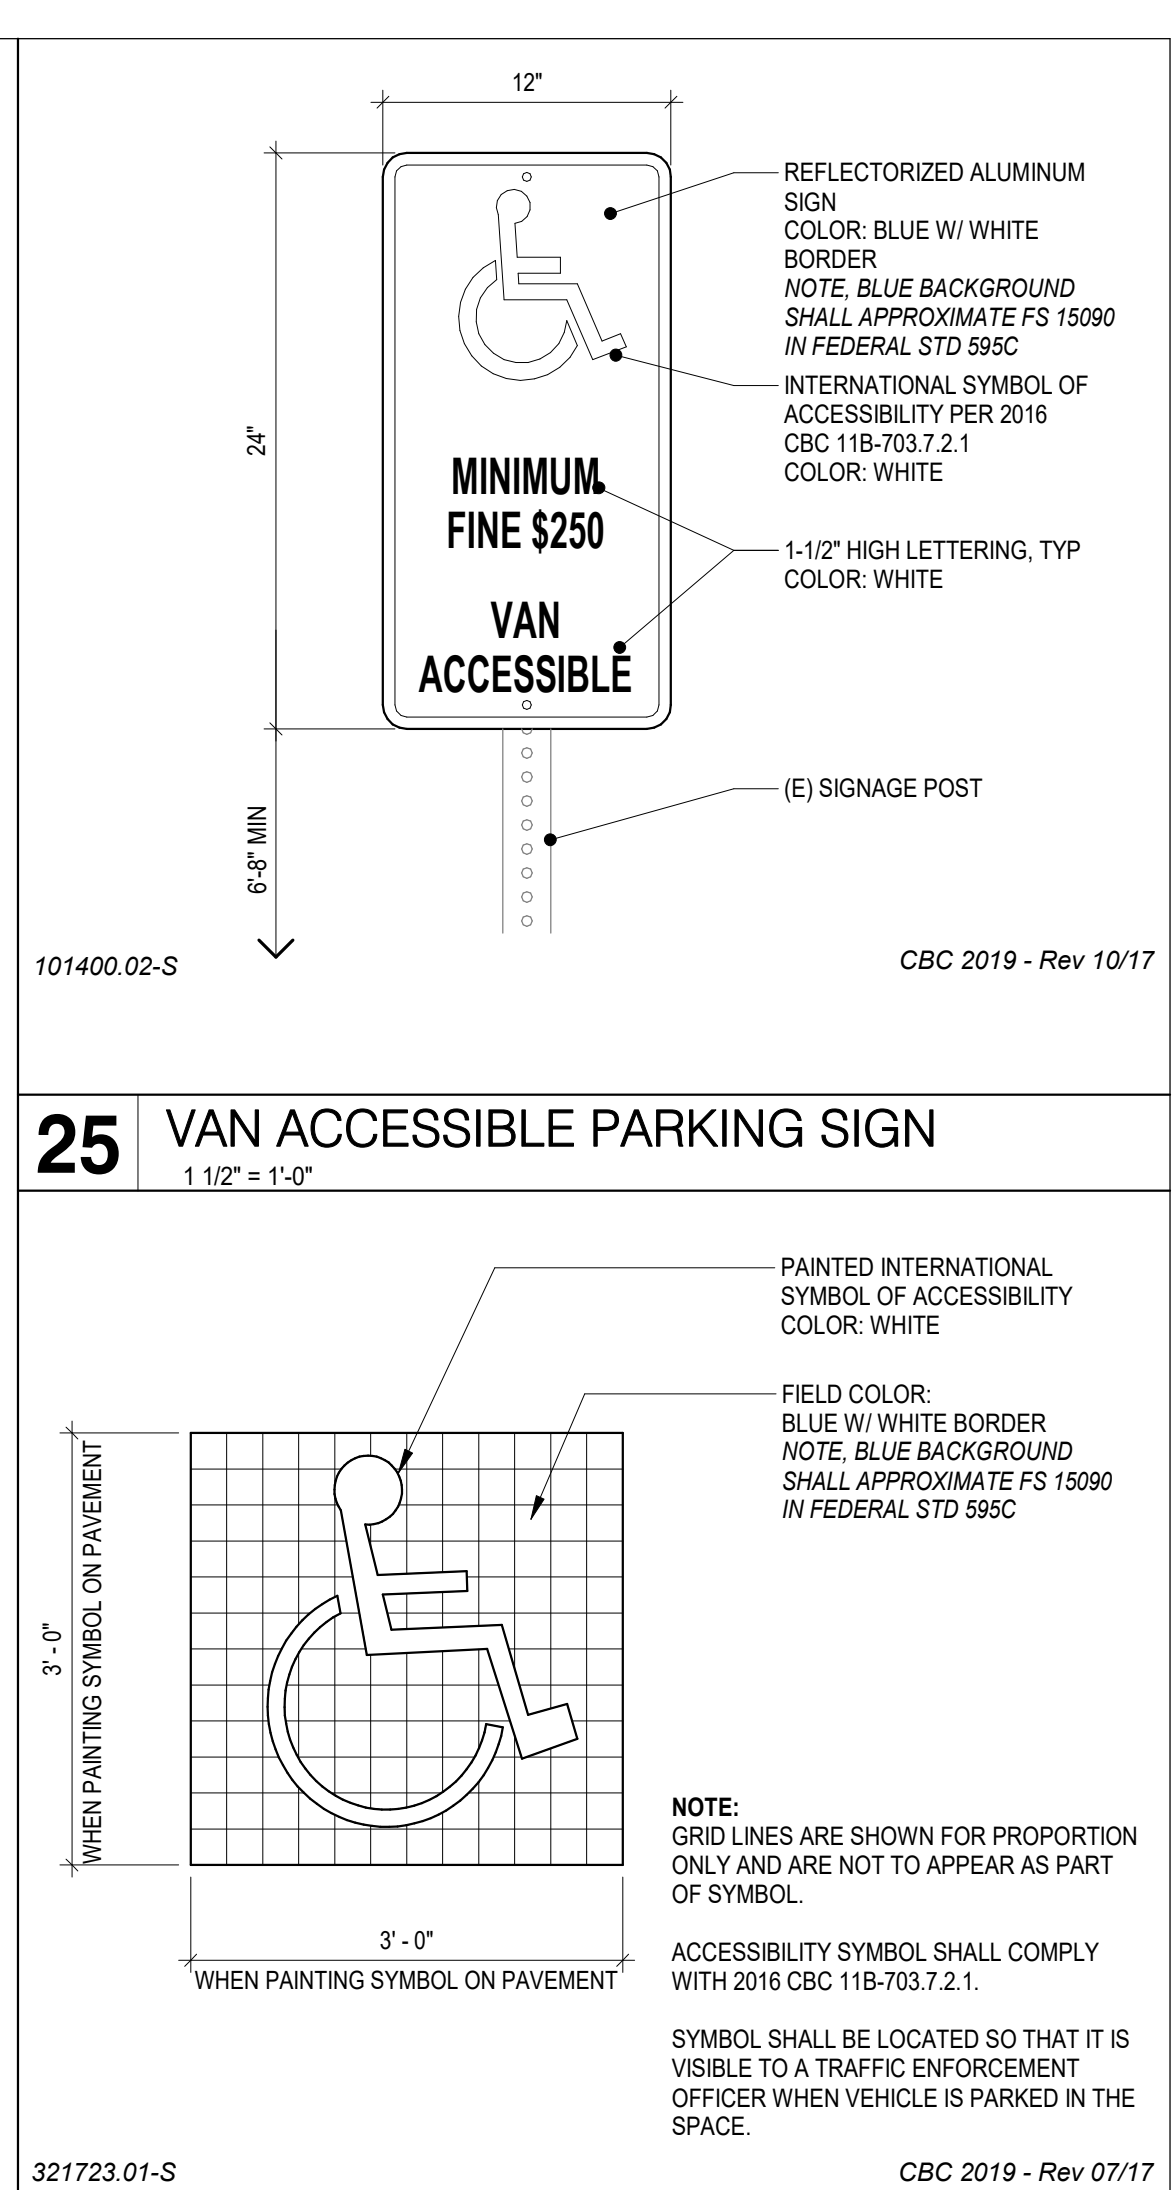 12"
REFLECTORIZED ALUMINUM
SIGN
COLOR: BLUE W/ WHITE
BORDER
NOTE, BLUE BACKGROUND
SHALL APPROXIMATE FS 15090
IN FEDERAL STD 595C
INTERNATIONAL SYMBOL OF
ACCESSIBILITY PER 2016
CBC 11B-703.7.2.1
COLOR: WHITE
24"
MINIMUM
FINE $250
1-1/2" HIGH LETTERING, TYP
COLOR: WHITE
VAN
ACCESSIBLE
(E) SIGNAGE POST
6'-8" MIN
101400.02-S
CBC 2019 - Rev 10/17
25
VAN ACCESSIBLE PARKING SIGN
1 1/2" = 1'-0"
PAINTED INTERNATIONAL
SYMBOL OF ACCESSIBILITY
COLOR: WHITE
FIELD COLOR:
BLUE W/ WHITE BORDER
NOTE, BLUE BACKGROUND
SHALL APPROXIMATE FS 15090
IN FEDERAL STD 595C
3' - 0"
WHEN PAINTING SYMBOL ON PAVEMENT
3' - 0"
WHEN PAINTING SYMBOL ON PAVEMENT
NOTE:
GRID LINES ARE SHOWN FOR PROPORTION
ONLY AND ARE NOT TO APPEAR AS PART
OF SYMBOL.
ACCESSIBILITY SYMBOL SHALL COMPLY
WITH 2016 CBC 11B-703.7.2.1.
SYMBOL SHALL BE LOCATED SO THAT IT IS
VISIBLE TO A TRAFFIC ENFORCEMENT
OFFICER WHEN VEHICLE IS PARKED IN THE
SPACE.
321723.01-S
CBC 2019 - Rev 07/17